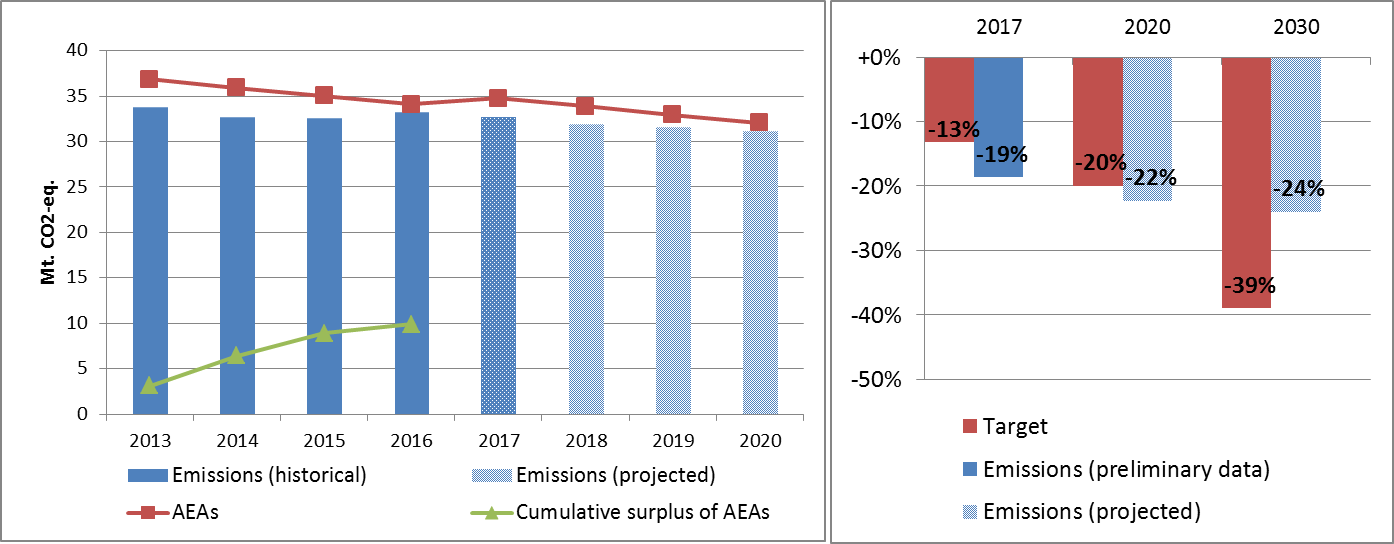 Mt. CO2-eq.
40
35
30
25
20
15
10
5
0
2013 2014 2015 2016 2017 2018 2019 2020
Emissions (historical) Emissions (projected)
AEAs Cumulative surplus of AEAs
2017 2020 2030
+0%
-10%
-20%
-30%
-40%
-50%
-13%
-19%
-20%
-22%
-39%
-24%
Target
Emissions (preliminary data)
Emissions (projected)